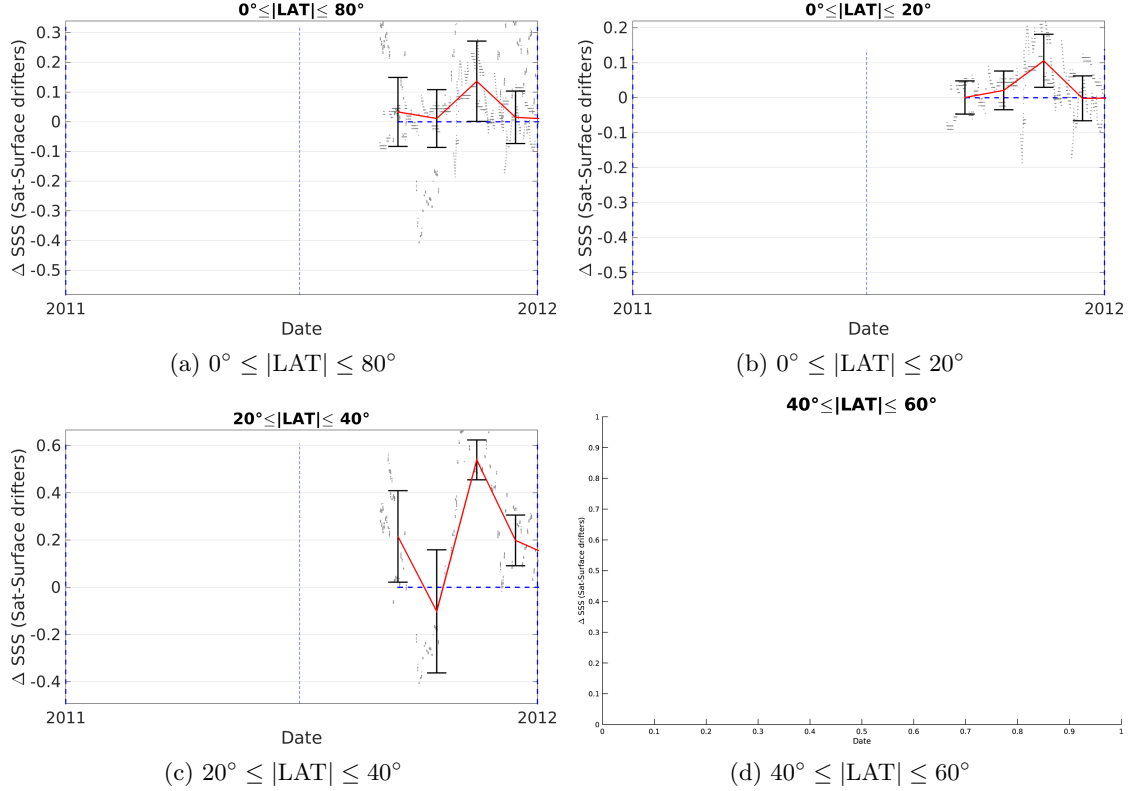 0°≤|LAT|≤ 80°
Δ SSS (Sat-Surface drifters)
0.3
0.2
0.1
0
-0.1
-0.2
-0.3
-0.4
-0.5
2011 2012
Date
(a) 0° ≤ |LAT| ≤ 80°
0°≤|LAT|≤ 20°
Δ SSS (Sat-Surface drifters)
0.2
0.1
0
-0.1
-0.2
-0.3
-0.4
-0.5
2011 2012
Date
(b) 0° ≤ |LAT| ≤ 20°
20°≤|LAT|≤ 40°
Δ SSS (Sat-Surface drifters)
0.6
0.4
0.2
0
-0.2
-0.4
2011 2012
Date
(c) 20° ≤ |LAT| ≤ 40°
40°≤|LAT|≤ 60°
Δ SSS (Sat-Surface drifters)
1
0.9
0.8
0.7
0.6
0.5
0.4
0.3
0.2
0.1
0
0 0.1 0.2 0.3 0.4 0.5 0.6 0.7 0.8 0.9 1
Date
(d) 40° ≤ |LAT| ≤ 60°